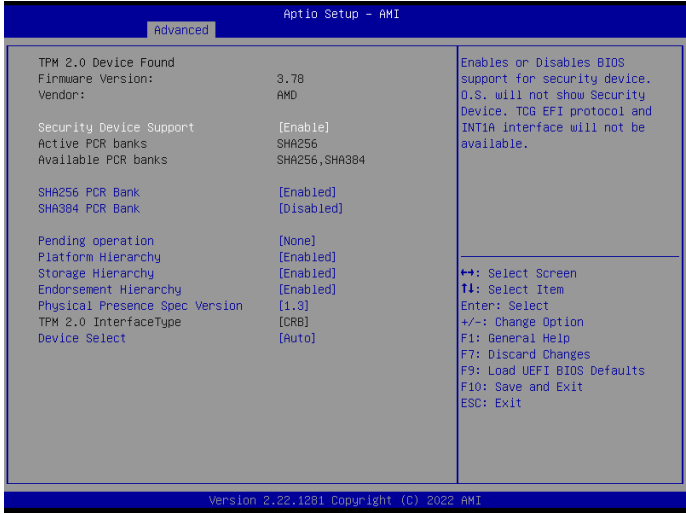 Aptio Setup - AMI
Advanced
TPM 2.0 Device Found
Firmware Version: 3.78
Vendor: AMD
Security Device Support [Enable]
Active PCR banks SHA256
Available PCR banks SHA256,SHA384
SHA256 PCR Bank [Enabled]
SHA384 PCR Bank [Disabled]
Pending operation [None]
Platform Hierarchy [Enabled]
Storage Hierarchy [Enabled]
Endorsement Hierarchy [Enabled]
Physical Presence Spec Version [1.3]
TPM 2.0 InterfaceType [CRB]
Device Select [Auto]
Enables or Disables BIOS
support for security device.
O.S. will not show Security
Device. TCG EFI protocol and
INT1A interface will not be
available.
↔: Select Screen
↑↓: Select Item
Enter: Select
+/-: Change Option
F1: General Help
F7: Discard Changes
F9: Load UEFI BIOS Defaults
F10: Save and Exit
ESC: Exit
Version 2.22.1281 Copyright (C) 2022 AMI